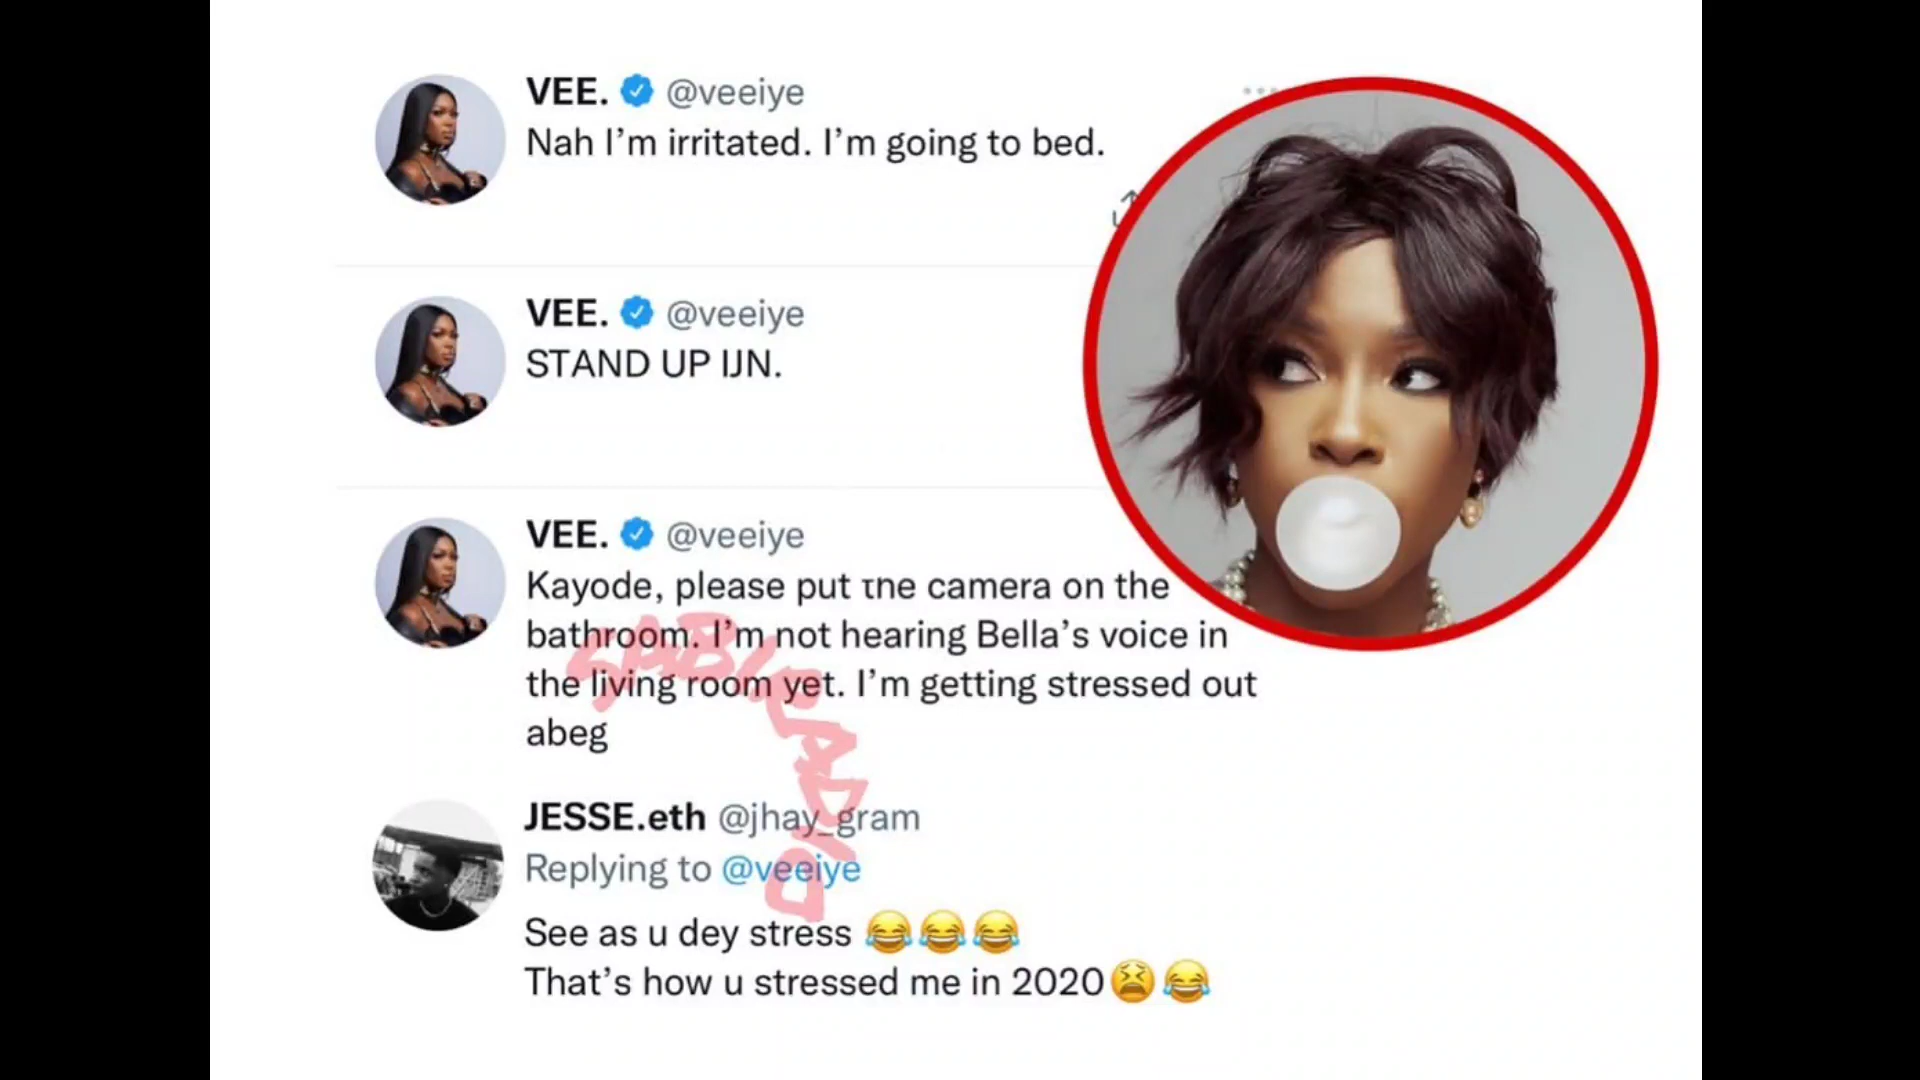 VEE. @veeiye
Nah I’m irritated. I’m going to bed.
VEE. @veeiye
STAND UP IJN.
VEE. @veeiye
Kayode, please put the camera on the
bathroom. I’m not hearing Bella’s voice in
the living room yet. I’m getting stressed out
abeg
JESSE.eth @jhay_gram
Replying to @veeiye
See as u dey stress 😂😂😂
That’s how u stressed me in 2020😫😂